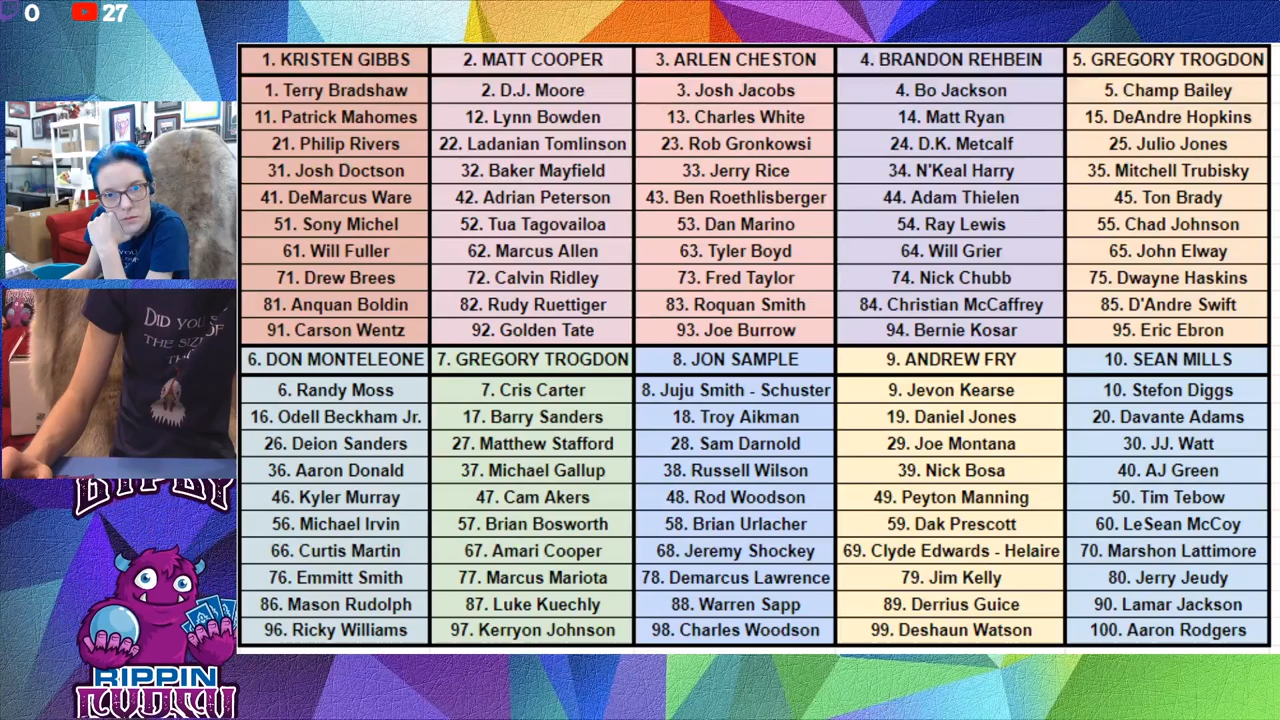 0 27
1. KRISTEN GIBBS 2. MATT COOPER 3. ARLEN CHESTON 4. BRANDON REHBEIN 5. GREGORY TROGDON
1. Terry Bradshaw 2. D.J. Moore 3. Josh Jacobs 4. Bo Jackson 5. Champ Bailey
11. Patrick Mahomes 12. Lynn Bowden 13. Charles White 14. Matt Ryan 15. DeAndre Hopkins
21. Philip Rivers 22. Ladanian Tomlinson 23. Rob Gronkowsi 24. D.K. Metcalf 25. Julio Jones
31. Josh Doctson 32. Baker Mayfield 33. Jerry Rice 34. N'Keal Harry 35. Mitchell Trubisky
41. DeMarcus Ware 42. Adrian Peterson 43. Ben Roethlisberger 44. Adam Thielen 45. Ton Brady
51. Sony Michel 52. Tua Tagovailoa 53. Dan Marino 54. Ray Lewis 55. Chad Johnson
61. Will Fuller 62. Marcus Allen 63. Tyler Boyd 64. Will Grier 65. John Elway
71. Drew Brees 72. Calvin Ridley 73. Fred Taylor 74. Nick Chubb 75. Dwayne Haskins
81. Anquan Boldin 82. Rudy Ruettiger 83. Roquan Smith 84. Christian McCaffrey 85. D'Andre Swift
91. Carson Wentz 92. Golden Tate 93. Joe Burrow 94. Bernie Kosar 95. Eric Ebron
6. DON MONTELEONE 7. GREGORY TROGDON 8. JON SAMPLE 9. ANDREW FRY 10. SEAN MILLS
6. Randy Moss 7. Cris Carter 8. Juju Smith - Schuster 9. Jevon Kearse 10. Stefon Diggs
16. Odell Beckham Jr. 17. Barry Sanders 18. Troy Aikman 19. Daniel Jones 20. Davante Adams
26. Deion Sanders 27. Matthew Stafford 28. Sam Darnold 29. Joe Montana 30. JJ. Watt
36. Aaron Donald 37. Michael Gallup 38. Russell Wilson 39. Nick Bosa 40. AJ Green
46. Kyler Murray 47. Cam Akers 48. Rod Woodson 49. Peyton Manning 50. Tim Tebow
56. Michael Irvin 57. Brian Bosworth 58. Brian Urlacher 59. Dak Prescott 60. LeSean McCoy
66. Curtis Martin 67. Amari Cooper 68. Jeremy Shockey 69. Clyde Edwards - Helaire 70. Marshon Lattimore
76. Emmitt Smith 77. Marcus Mariota 78. Demarcus Lawrence 79. Jim Kelly 80. Jerry Jeudy
86. Mason Rudolph 87. Luke Kuechly 88. Warren Sapp 89. Derrius Guice 90. Lamar Jackson
96. Ricky Williams 97. Kerryon Johnson 98. Charles Woodson 99. Deshaun Watson 100. Aaron Rodgers
DID YOU
OF
THE SIZE
RIPPIN